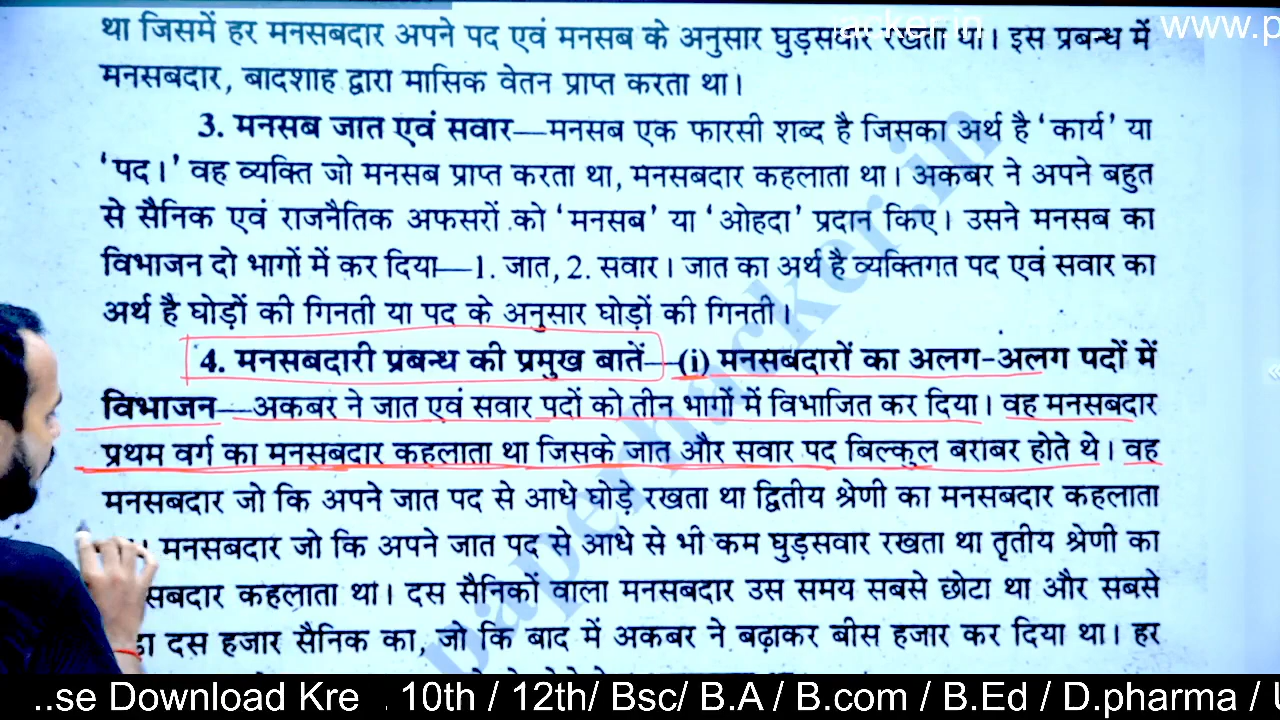 acker.in
www.p
था जिसमें हर मनसबदार अपने पद एवं मनसब के अनुसार घुड़सवार रखता था। इस प्रबन्ध में
मनसबदार, बादशाह द्वारा मासिक वेतन प्राप्त करता था।
3. मनसब जात एवं सवार—मनसब एक फारसी शब्द है जिसका अर्थ है ‘कार्य’ या
‘पद।’ वह व्यक्ति जो मनसब प्राप्त करता था, मनसबदार कहलाता था। अकबर ने अपने बहुत
से सैनिक एवं राजनैतिक अफसरों को ‘मनसब’ या ‘ओहदा’ प्रदान किए। उसने मनसब का
विभाजन दो भागों में कर दिया—1. जात, 2. सवार। जात का अर्थ है व्यक्तिगत पद एवं सवार का
अर्थ है घोड़ों की गिनती या पद के अनुसार घोड़ों की गिनती।
4. मनसबदारी प्रबन्ध की प्रमुख बातें—(i) मनसबदारों का अलग-अलग पदों में
विभाजन—अकबर ने जात एवं सवार पदों को तीन भागों में विभाजित कर दिया। वह मनसबदार
प्रथम वर्ग का मनसबदार कहलाता था जिसके जात और सवार पद बिल्कुल बराबर होते थे। वह
मनसबदार जो कि अपने जात पद से आधे घोड़े रखता था द्वितीय श्रेणी का मनसबदार कहलाता
मनसबदार जो कि अपने जात पद से आधे से भी कम घुड़सवार रखता था तृतीय श्रेणी का
सबदार कहलाता था। दस सैनिकों वाला मनसबदार उस समय सबसे छोटा था और सबसे
दस हजार सैनिक का, जो कि बाद में अकबर ने बढ़ाकर बीस हजार कर दिया था। हर
paperhacker.in
..se Download Kre . 10th / 12th/ Bsc/ B.A / B.com / B.Ed / D.pharma /